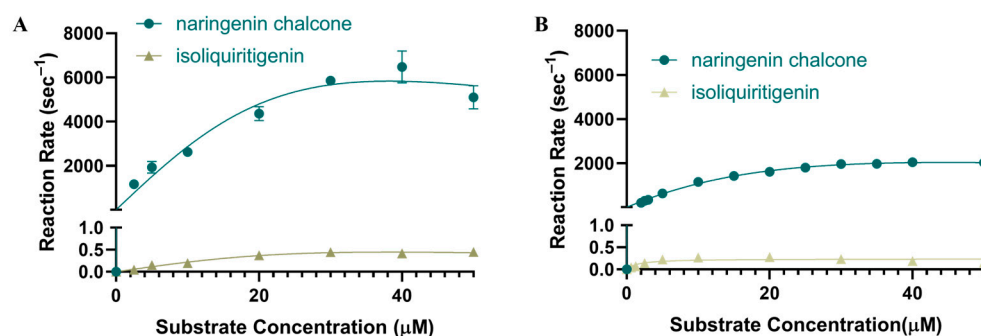 A
naringenin chalcone
isoliquiritigenin
Reaction Rate (sec⁻¹)
8000
6000
4000
2000
1.0
0.5
0.0
0
20
40
Substrate Concentration (μM)
B
naringenin chalcone
isoliquiritigenin
Reaction Rate (sec⁻¹)
8000
6000
4000
2000
1.0
0.5
0.0
0
20
40
Substrate Concentration(μM)